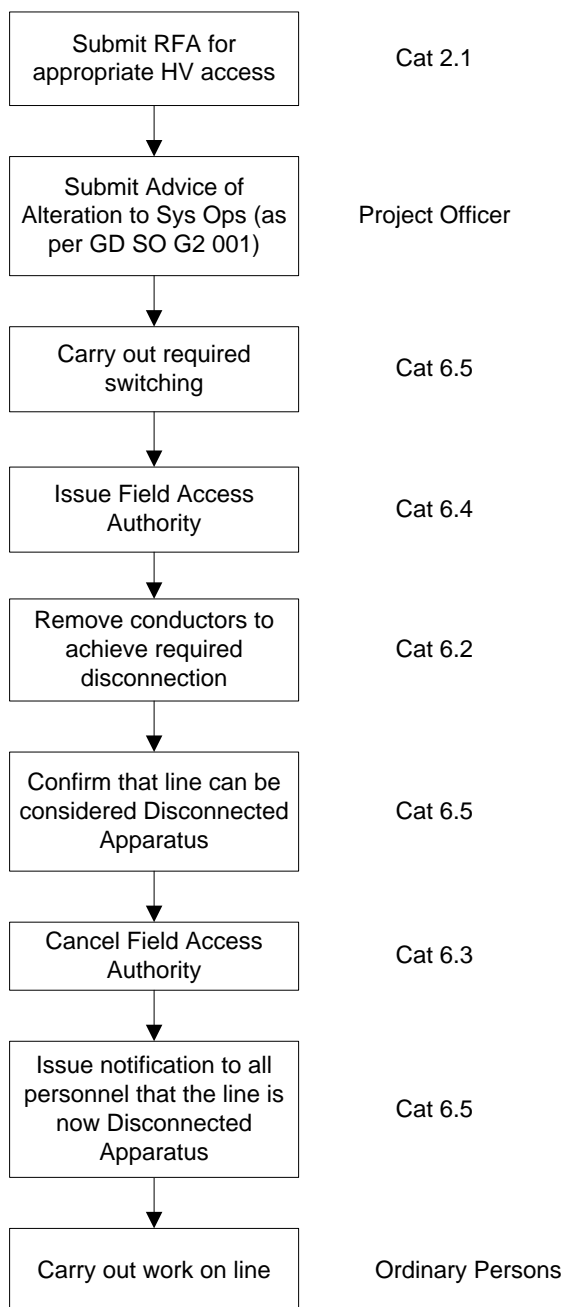 Submit RFA for
appropriate HV access
Cat 2.1
Submit Advice of
Alteration to Sys Ops (as
per GD SO G2 001)
Project Officer
Carry out required
switching
Cat 6.5
Issue Field Access
Authority
Cat 6.4
Remove conductors to
achieve required
disconnection
Cat 6.2
Confirm that line can be
considered Disconnected
Apparatus
Cat 6.5
Cancel Field Access
Authority
Cat 6.3
Issue notification to all
personnel that the line is
now Disconnected
Apparatus
Cat 6.5
Carry out work on line
Ordinary Persons